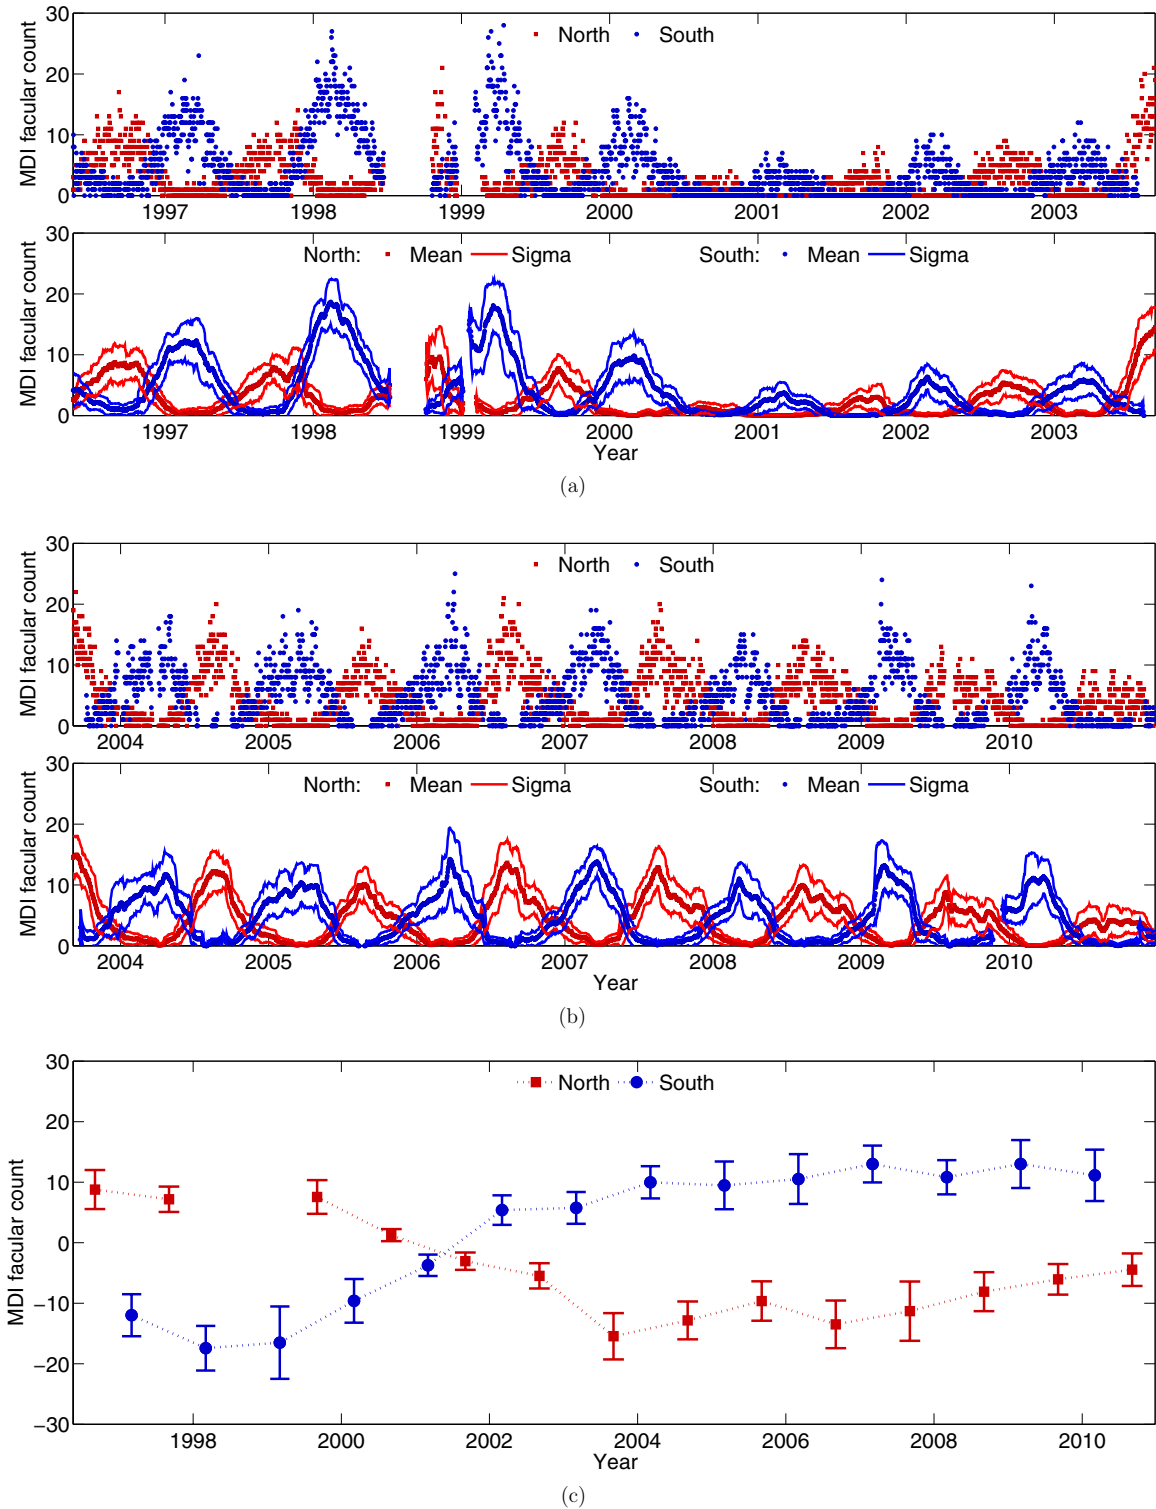 30
20
10
0
MDI facular count
North South
1997 1998 1999 2000 2001 2002 2003
30
20
10
0
MDI facular count
North: Mean Sigma South: Mean Sigma
1997 1998 1999 2000 2001 2002 2003
Year
(a)
30
20
10
0
MDI facular count
North South
2004 2005 2006 2007 2008 2009 2010
30
20
10
0
MDI facular count
North: Mean Sigma South: Mean Sigma
2004 2005 2006 2007 2008 2009 2010
Year
(b)
30
20
10
0
−10
−20
−30
MDI facular count
North South
1998 2000 2002 2004 2006 2008 2010
Year
(c)